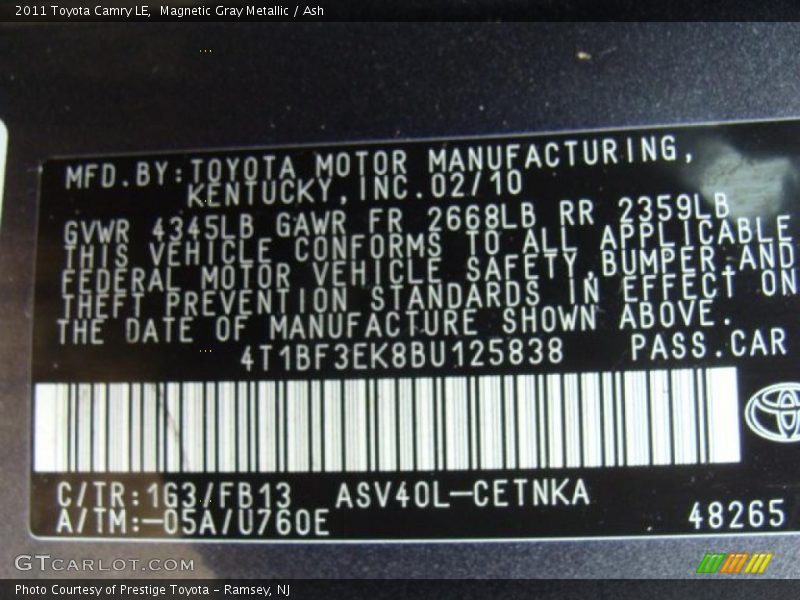 2011 Toyota Camry LE, Magnetic Gray Metallic / Ash
MFD.BY:TOYOTA MOTOR MANUFACTURING,
KENTUCKY,INC.02/10
GVWR 4345LB GAWR FR 2668LB RR 2359LB
THIS VEHICLE CONFORMS TO ALL APPLICABLE
FEDERAL MOTOR VEHICLE SAFETY,BUMPER,AND
THEFT PREVENTION STANDARDS IN EFFECT ON
THE DATE OF MANUFACTURE SHOWN ABOVE.
4T1BF3EK8BU125838 PASS.CAR
C/TR:1G3/FB13 ASV40L-CETNKA
A/TM:-05A/U760E 48265
GTCARLOT.COM
Photo Courtesy of Prestige Toyota - Ramsey, NJ